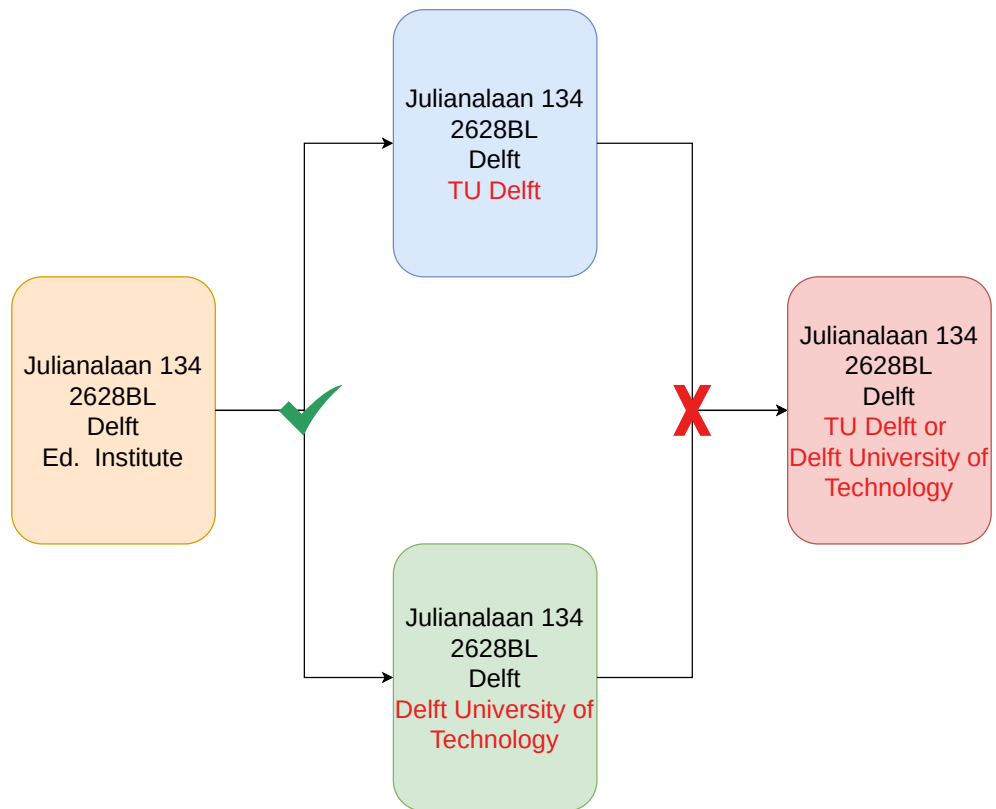 Julianalaan 134
2628BL
Delft
TU Delft
Julianalaan 134
2628BL
Delft
Ed. Institute
Julianalaan 134
2628BL
Delft
TU Delft or
Delft University of
Technology
Julianalaan 134
2628BL
Delft
Delft University of
Technology